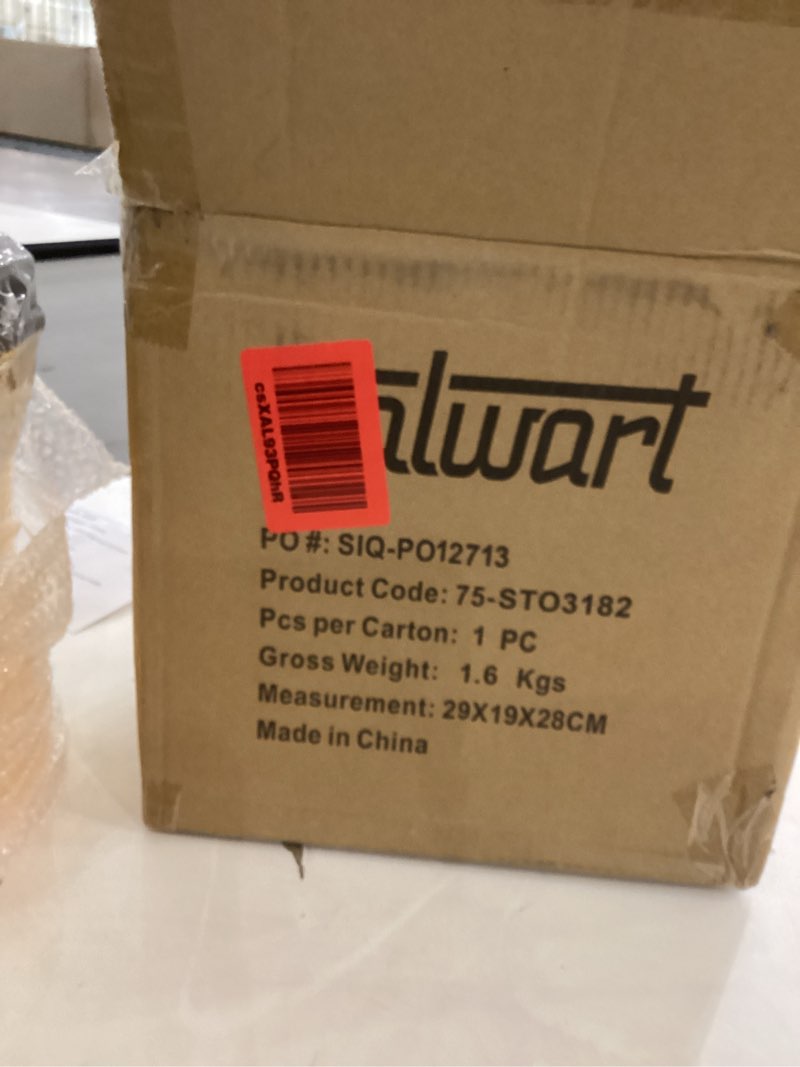 alwart
csXAL93PQhR
PO #: SIQ-PO12713
Product Code: 75-STO3182
Pcs per Carton: 1 PC
Gross Weight: 1.6 Kgs
Measurement: 29X19X28CM
Made in China